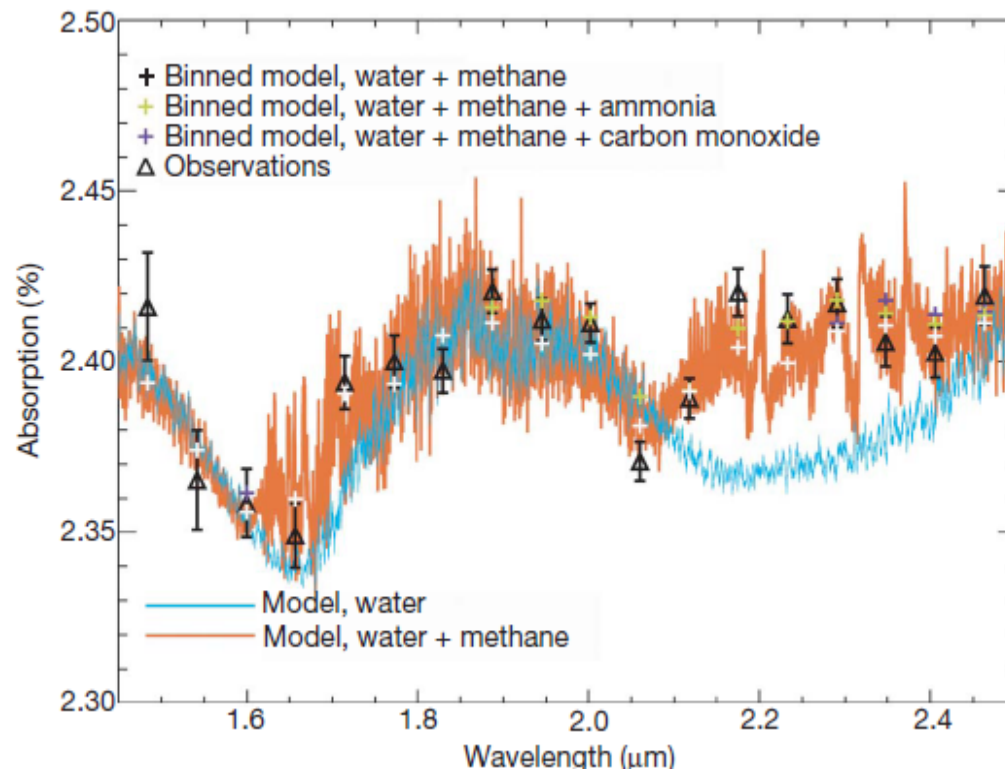 2.50
Binned model, water + methane
Binned model, water + methane + ammonia
Binned model, water + methane + carbon monoxide
Observations
2.45
2.40
2.35
2.30
Absorption (%)
Model, water
Model, water + methane
1.6 1.8 2.0 2.2 2.4
Wavelength (μm)